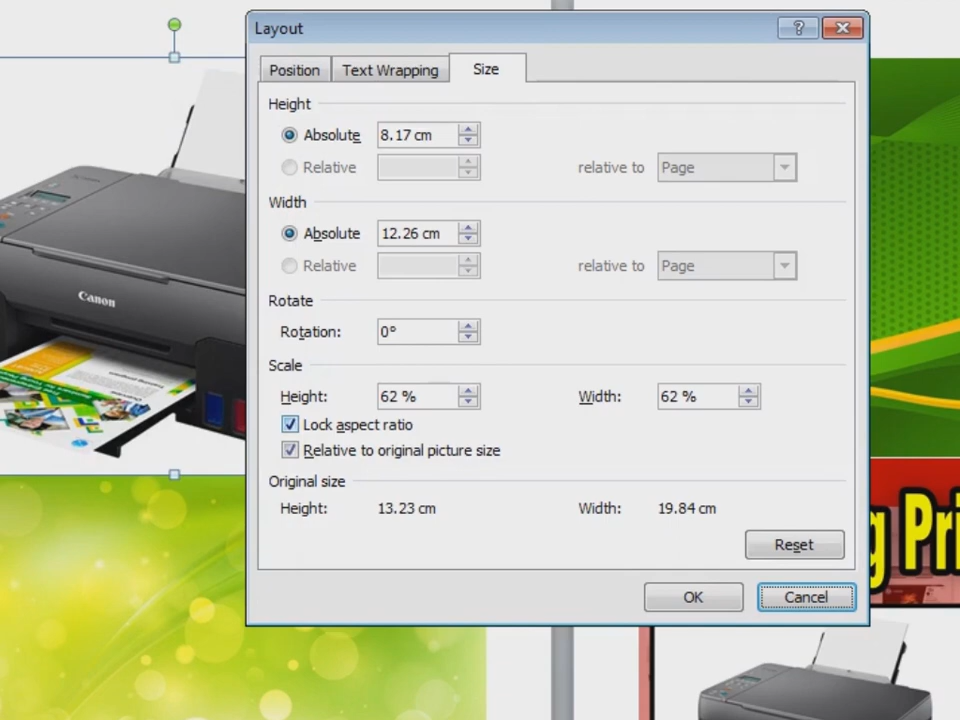 Layout
Position Text Wrapping Size
Height
Absolute 8.17 cm
Relative relative to Page
Width
Absolute 12.26 cm
Relative relative to Page
Rotate
Rotation: 0°
Scale
Height: 62 % Width: 62 %
Lock aspect ratio
Relative to original picture size
Original size
Height: 13.23 cm Width: 19.84 cm
Reset
OK Cancel
Canon